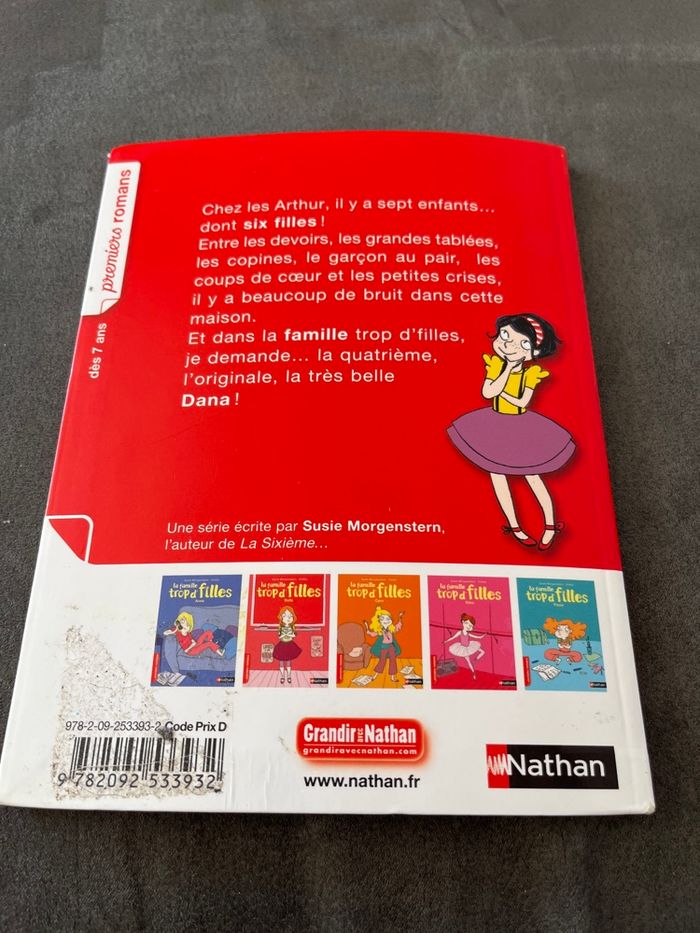 premiers romans
dès 7 ans
Chez les Arthur, il y a sept enfants...
dont six filles !
Entre les devoirs, les grandes tablées,
les copines, le garçon au pair, les
coups de cœur et les petites crises,
il y a beaucoup de bruit dans cette
maison.
Et dans la famille trop d'filles,
je demande... la quatrième,
l'originale, la très belle
Dana !
Une série écrite par Susie Morgenstern,
l'auteur de La Sixième...
la famille
trop d'filles
Nathan
la famille
trop d'filles
Nathan
la famille
trop d'filles
Nathan
la famille
trop d'filles
Nathan
la famille
trop d'filles
Nathan
978-2-09-253393-2 Code Prix D
9 782092 533932
Grandir avec Nathan
grandiravecnathan.com
www.nathan.fr
Nathan